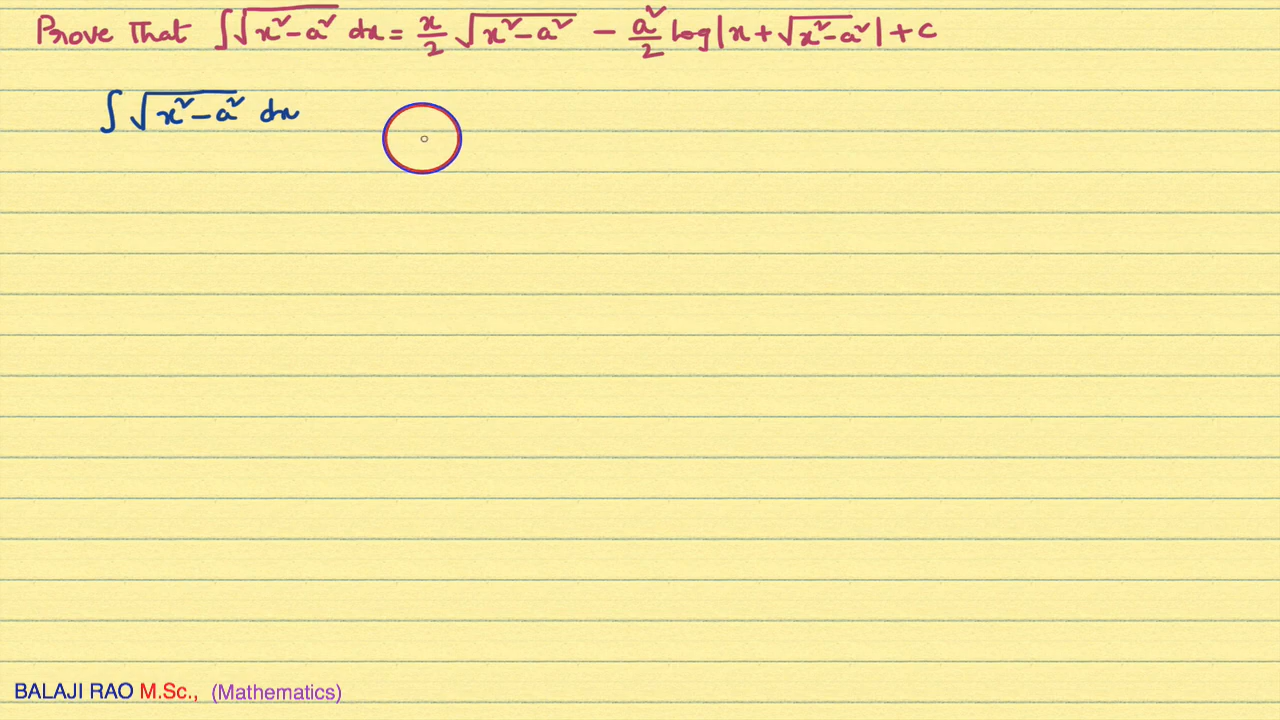 Prove That ∫√(x²-a²) dx = x/2 √(x²-a²) - a²/2 log|x+√(x²-a²)|+c
∫√(x²-a²) dx
BALAJI RAO M.Sc., (Mathematics)